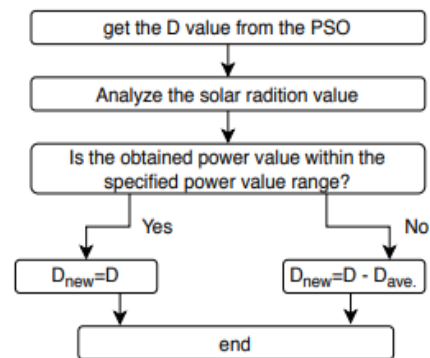 get the D value from the PSO
Analyze the solar radition value
Is the obtained power value within the
specified power value range?
Yes
No
Dnew=D
Dnew=D - Dave.
end